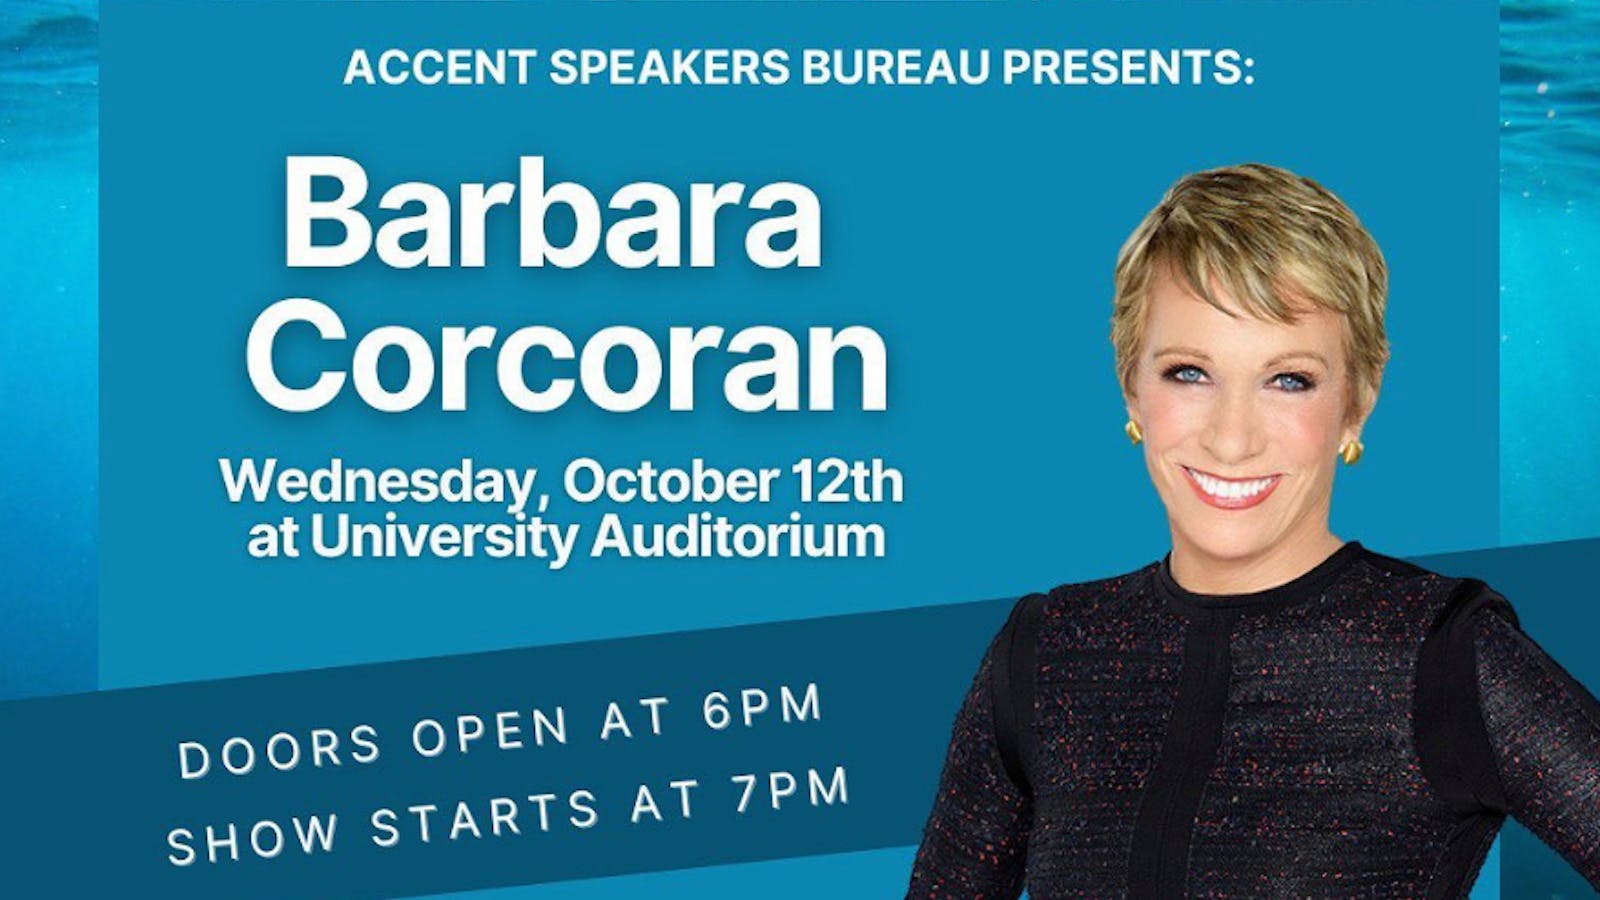 ACCENT SPEAKERS BUREAU PRESENTS:
Barbara
Corcoran
Wednesday, October 12th
at University Auditorium
DOORS OPEN AT 6PM
SHOW STARTS AT 7PM